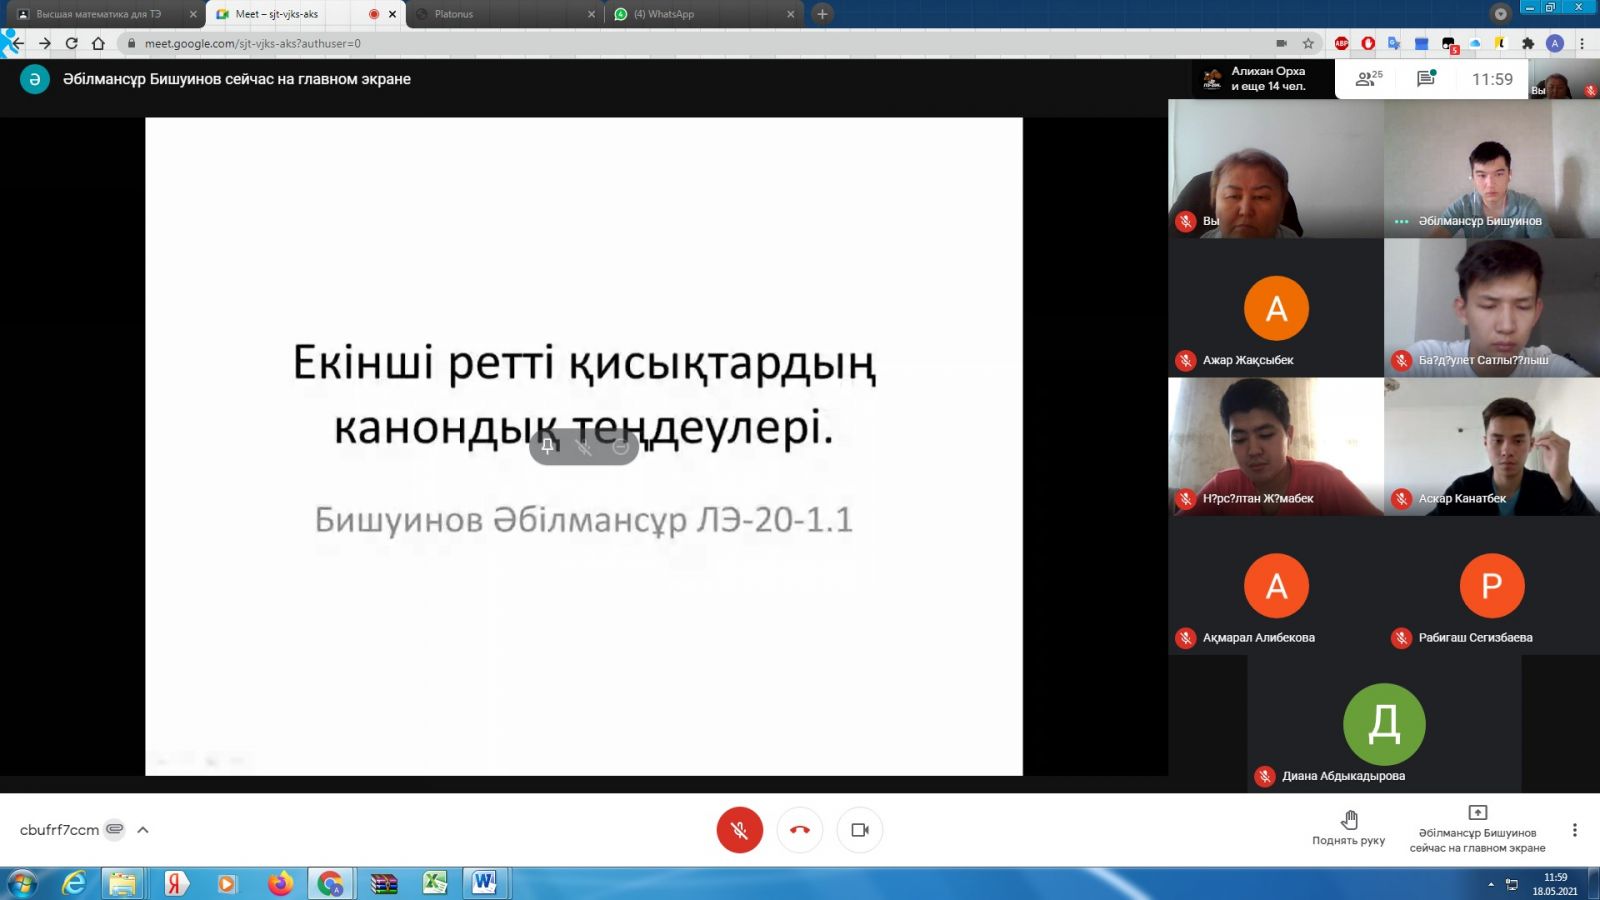 Высшая математика для ТЭ
Meet – sjt-vjks-aks
Platonus
(4) WhatsApp
meet.google.com/sjt-vjks-aks?authuser=0
ABP
5
A
Ә
Әбілмансұр Бишуинов сейчас на главном экране
Алихан Орха
и еще 14 чел.
25
11:59
Вы
Екінші ретті қисықтардың
канондық теңдеулері.
Бишуинов Әбілмансұр ЛЭ-20-1.1
Вы
Әбілмансұр Бишуинов
А
Ажар Жақсыбек
Ба?д?улет Сатлы??лыш
Н?рс?лтан Ж?мабек
Аскар Канатбек
А
Ақмарал Алибекова
Р
Рабигаш Сегизбаева
Д
Диана Абдыкадырова
cbufrf7ccm
Поднять руку
Әбілмансұр Бишуинов
сейчас на главном экране
11:59
18.05.2021